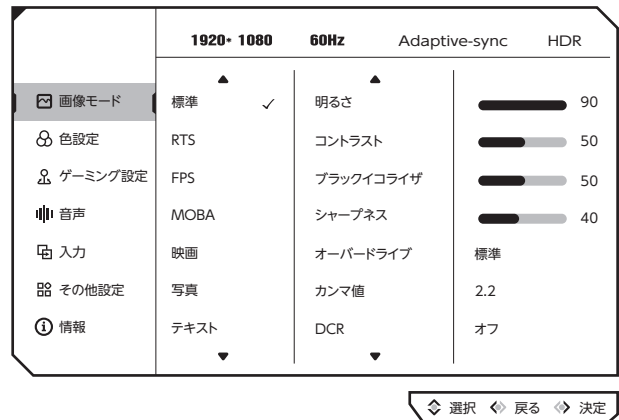 1920* 1080 60Hz Adaptive-sync HDR
画像モード 標準 明るさ 90
色設定 RTS コントラスト 50
ゲーミング設定 FPS ブラックイコライザ 50
音声 MOBA シャープネス 40
入力 映画 オーバードライブ 標準
その他設定 写真 カンマ値 2.2
情報 テキスト DCR オフ
選択 戻る 決定